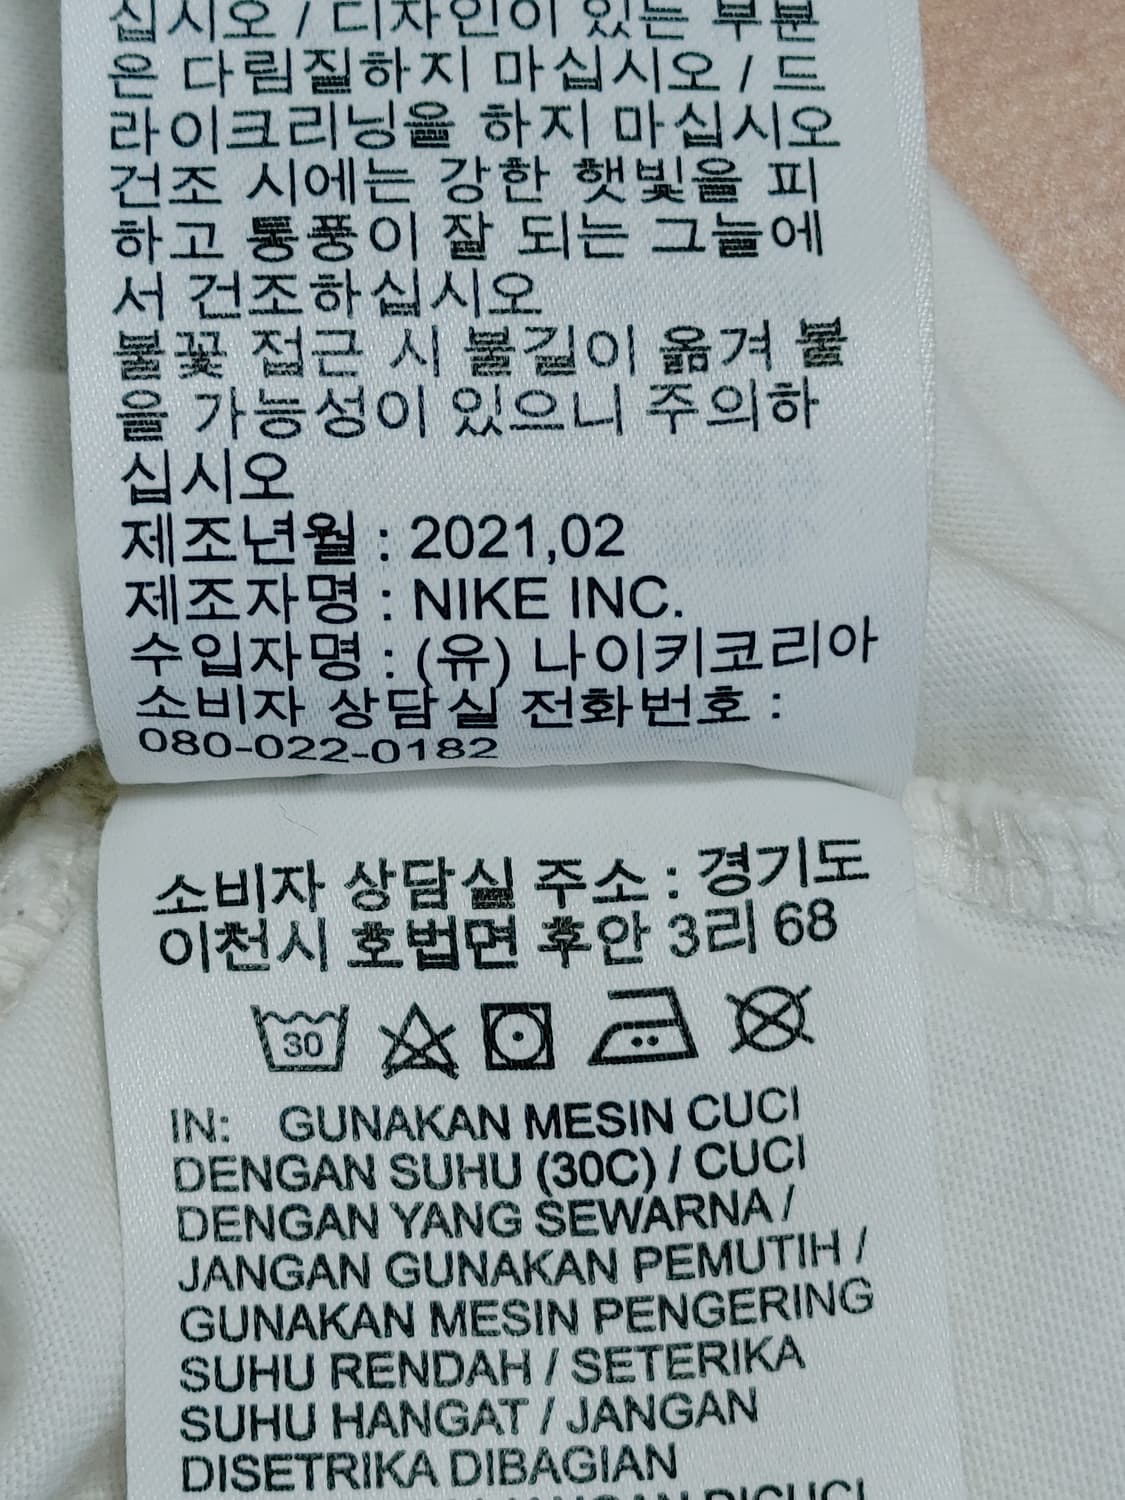 십시오 / 디자인이 있는 부분
은 다림질하지 마십시오 / 드
라이크리닝을 하지 마십시오
건조 시에는 강한 햇빛을 피
하고 통풍이 잘 되는 그늘에
서 건조하십시오
불꽃 접근 시 불길이 옮겨 붙
을 가능성이 있으니 주의하
십시오
제조년월 : 2021,02
제조자명 : NIKE INC.
수입자명 : (유) 나이키코리아
소비자 상담실 전화번호 :
080-022-0182
소비자 상담실 주소 : 경기도
이천시 호법면 후안 3리 68
30
IN: GUNAKAN MESIN CUCI
DENGAN SUHU (30C) / CUCI
DENGAN YANG SEWARNA /
JANGAN GUNAKAN PEMUTIH /
GUNAKAN MESIN PENGERING
SUHU RENDAH / SETERIKA
SUHU HANGAT / JANGAN
DISETRIKA DIBAGIAN